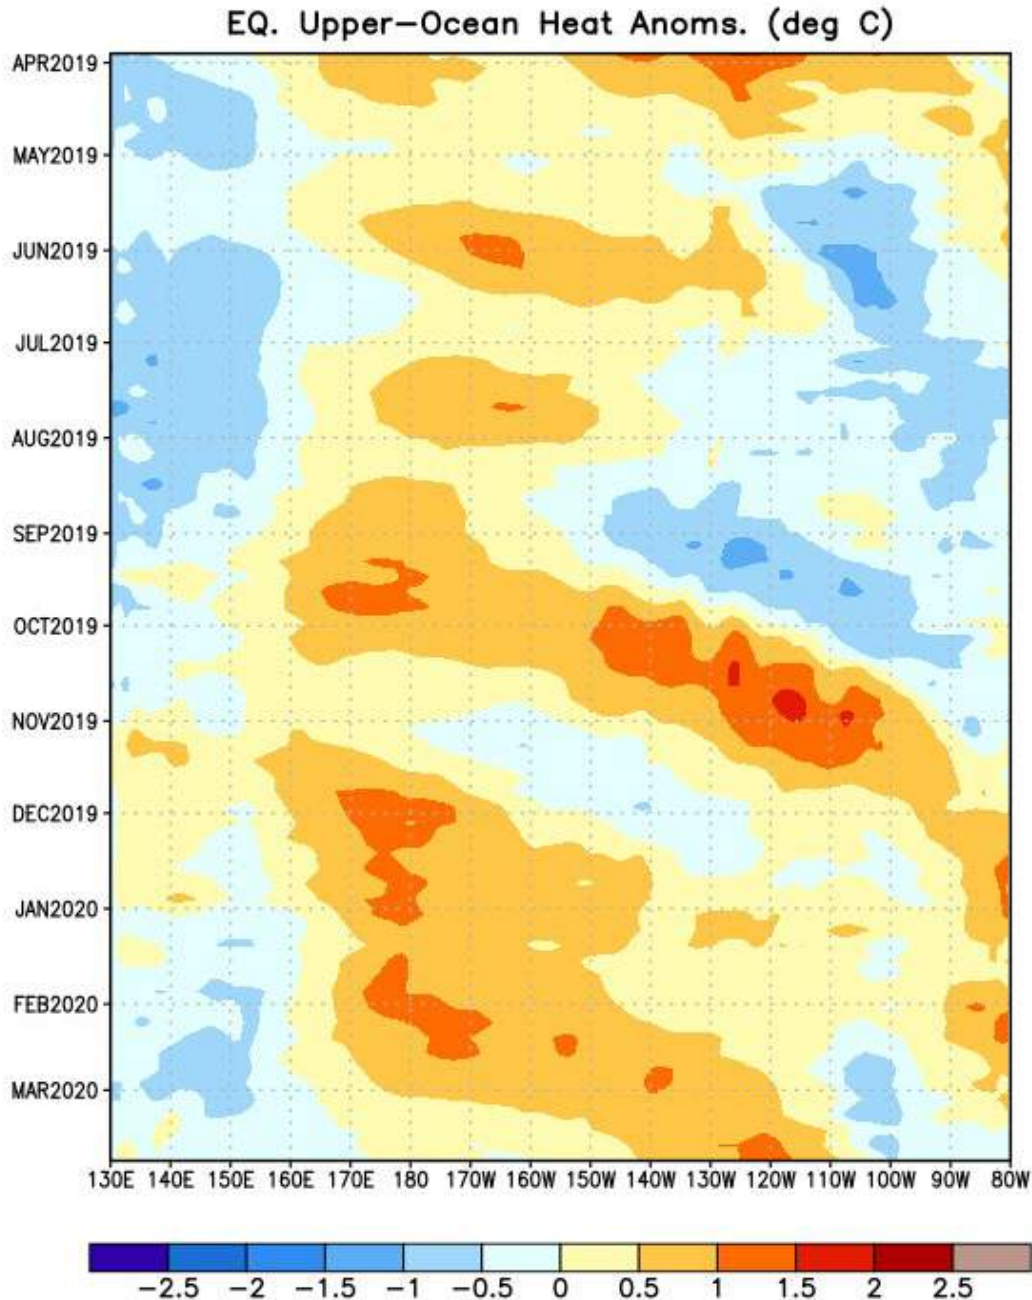 EQ. Upper-Ocean Heat Anoms. (deg C)
APR2019
MAY2019
JUN2019
JUL2019
AUG2019
SEP2019
OCT2019
NOV2019
DEC2019
JAN2020
FEB2020
MAR2020
130E 140E 150E 160E 170E 180 170W 160W 150W 140W 130W 120W 110W 100W 90W 80W
-2.5 -2 -1.5 -1 -0.5 0 0.5 1 1.5 2 2.5